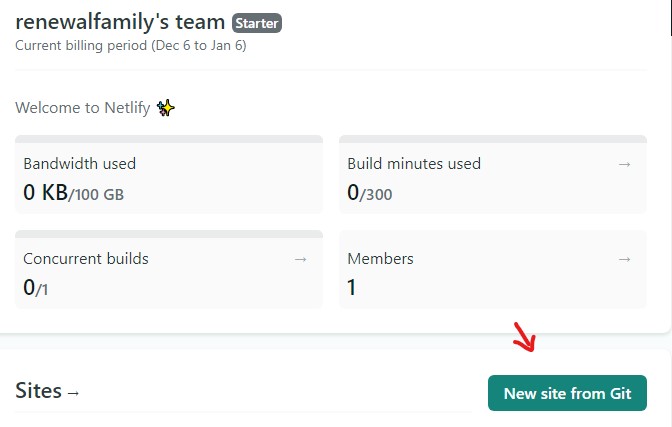 renewalfamily's team Starter
Current billing period (Dec 6 to Jan 6)
Welcome to Netlify ✨
Bandwidth used
0 KB/100 GB
Build minutes used →
0/300
Concurrent builds →
0/1
Members →
1
Sites →
New site from Git